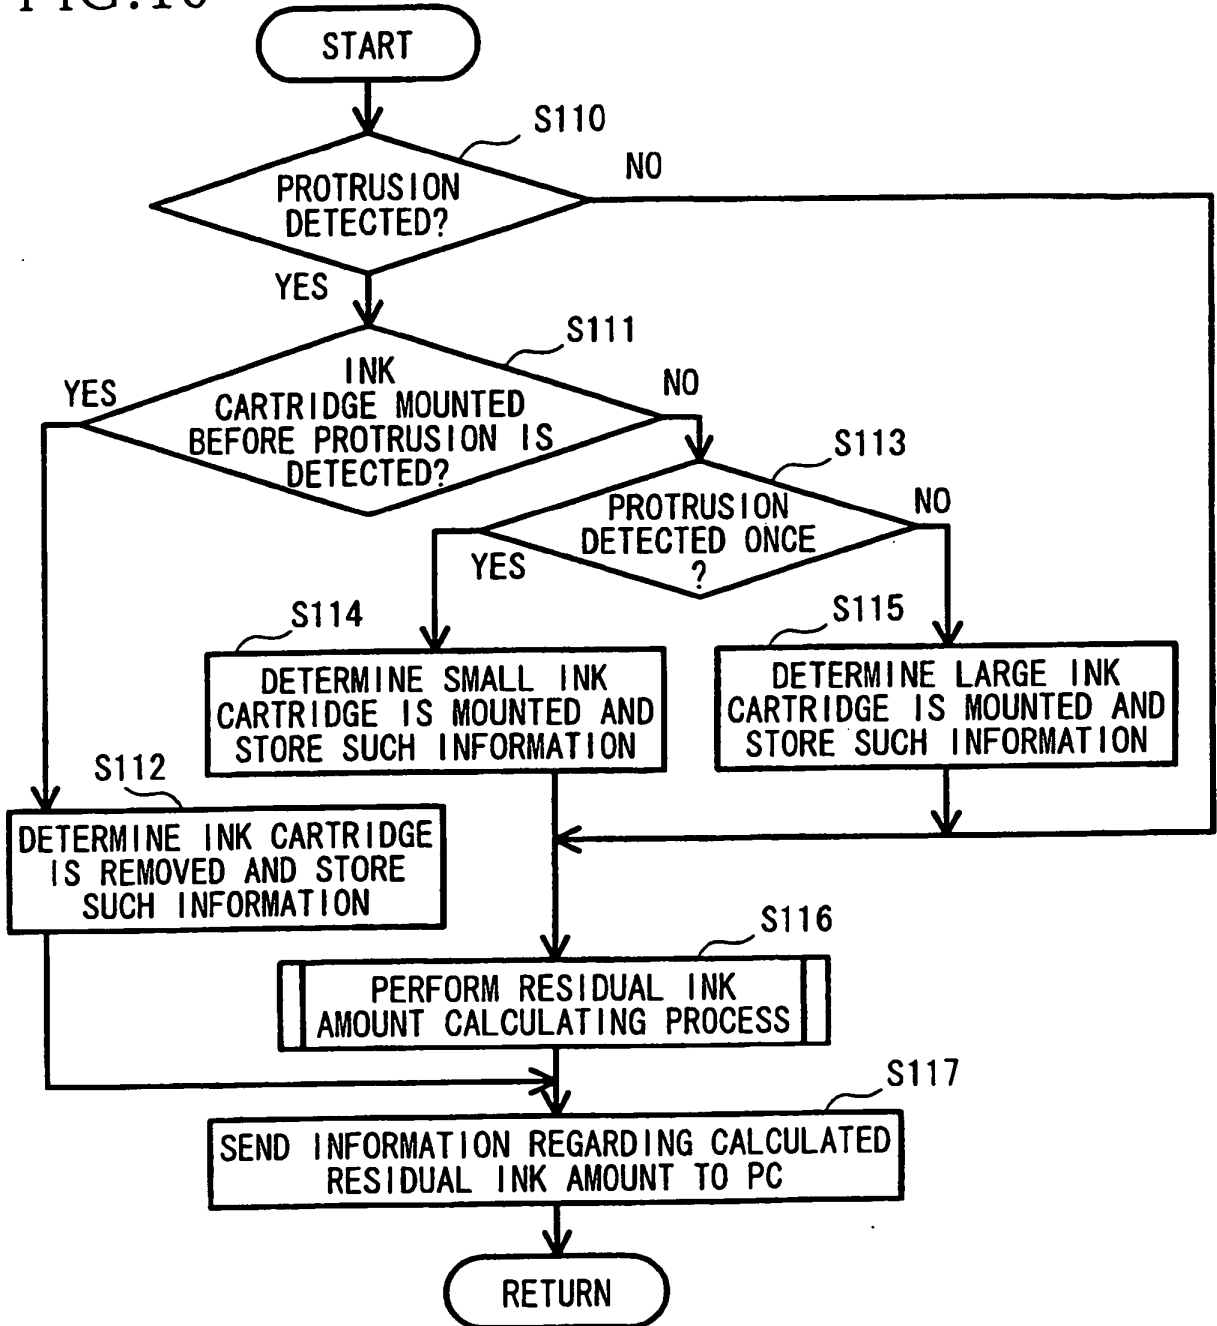 FIG.10
START
S110
PROTRUSION
DETECTED?
NO
YES
S111
INK
CARTRIDGE MOUNTED
BEFORE PROTRUSION IS
DETECTED?
YES
NO
S113
PROTRUSION
DETECTED ONCE
?
YES
NO
S114
DETERMINE SMALL INK
CARTRIDGE IS MOUNTED AND
STORE SUCH INFORMATION
S115
DETERMINE LARGE INK
CARTRIDGE IS MOUNTED AND
STORE SUCH INFORMATION
S112
DETERMINE INK CARTRIDGE
IS REMOVED AND STORE
SUCH INFORMATION
S116
PERFORM RESIDUAL INK
AMOUNT CALCULATING PROCESS
S117
SEND INFORMATION REGARDING CALCULATED
RESIDUAL INK AMOUNT TO PC
RETURN